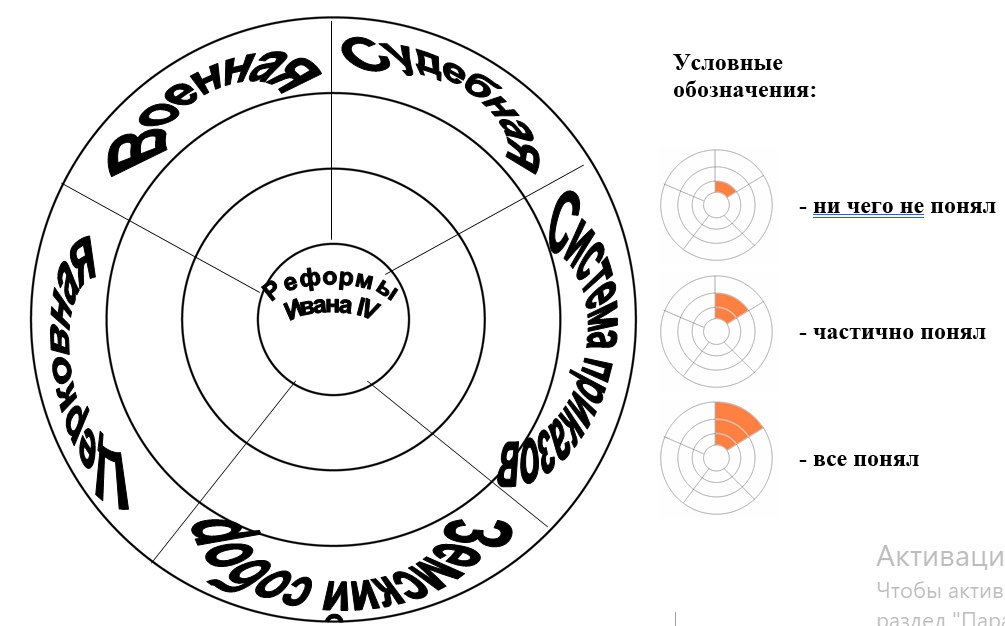 Военная
Судебная
Система приказов
Земский собор
Церковная
Реформы
Ивана IV
Условные
обозначения:
- ни чего не понял
- частично понял
- все понял
Активаци
Чтобы актив
раздел "Пара